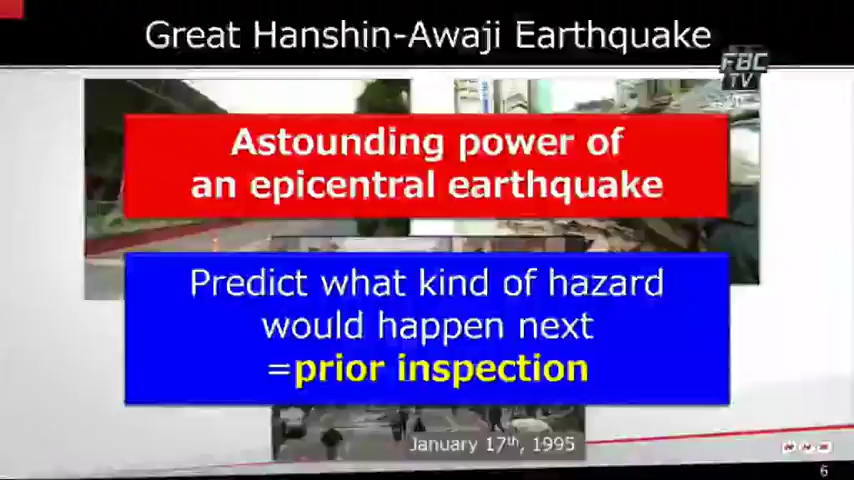 Great Hanshin-Awaji Earthquake
FBC
TV
Astounding power of
an epicentral earthquake
Predict what kind of hazard
would happen next
=prior inspection
January 17th, 1995
6